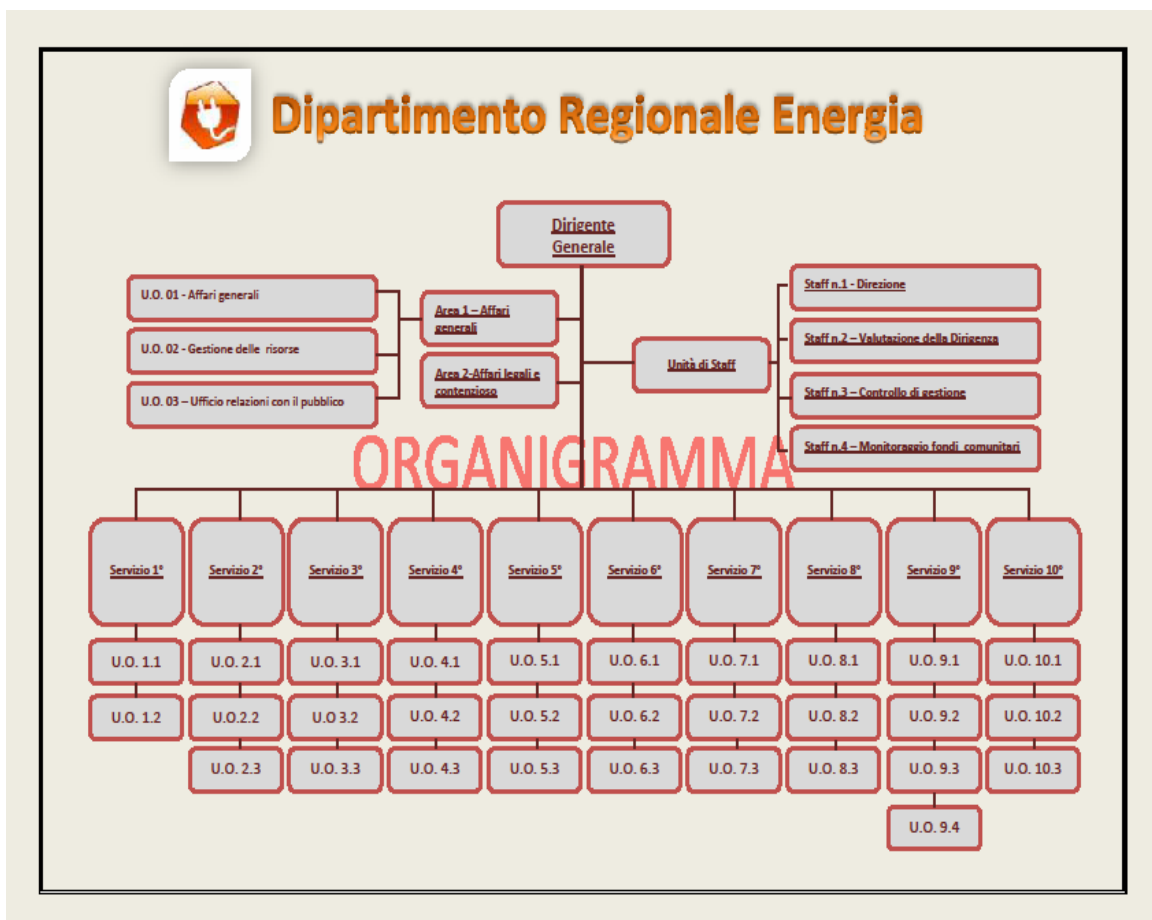 Dipartimento Regionale Energia
Dirigente
Generale
U.O. 01 - Affari generali
U.O. 02 - Gestione delle risorse
U.O. 03 – Ufficio relazioni con il pubblico
Area 1 – Affari
generali
Area 2-Affari legali e
contenzioso
Unità di Staff
Staff n.1 - Direzione
Staff n.2 – Valutazione della Dirigenza
Staff n.3 – Controllo di gestione
Staff n.4 – Monitoraggio fondi comunitari
ORGANIGRAMMA
Servizio 1°
Servizio 2°
Servizio 3°
Servizio 4°
Servizio 5°
Servizio 6°
Servizio 7°
Servizio 8°
Servizio 9°
Servizio 10°
U.O. 1.1
U.O. 2.1
U.O. 3.1
U.O. 4.1
U.O. 5.1
U.O. 6.1
U.O. 7.1
U.O. 8.1
U.O. 9.1
U.O. 10.1
U.O. 1.2
U.O.2.2
U.O 3.2
U.O. 4.2
U.O. 5.2
U.O. 6.2
U.O. 7.2
U.O. 8.2
U.O. 9.2
U.O. 10.2
U.O. 2.3
U.O. 3.3
U.O. 4.3
U.O. 5.3
U.O. 6.3
U.O. 7.3
U.O. 8.3
U.O. 9.3
U.O. 10.3
U.O. 9.4